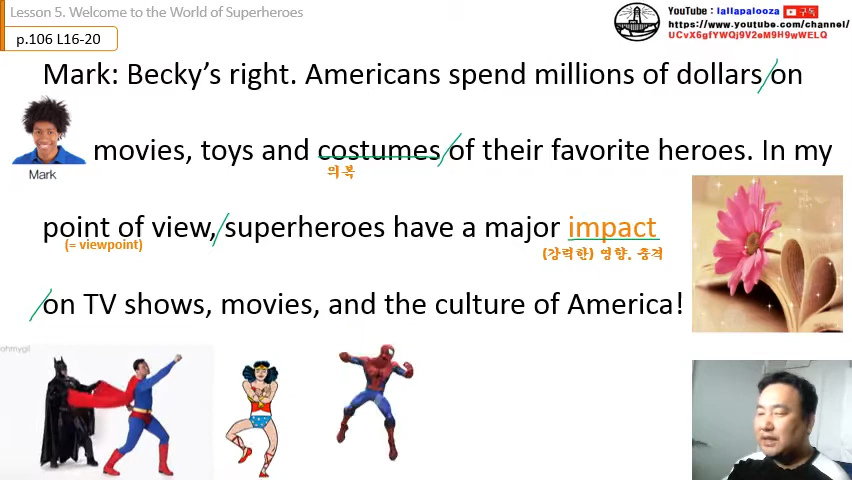 Lesson 5. Welcome to the World of Superheroes
p.106 L16-20
YouTube : lallapalooza 구독
https://www.youtube.com/channel/
UCvX6gfYWQj9V2eM9H9wWELQ
Mark: Becky's right. Americans spend millions of dollars on
movies, toys and costumes of their favorite heroes. In my
의복
Mark
point of view, superheroes have a major impact
(= viewpoint)
(강력한) 영향. 충격
on TV shows, movies, and the culture of America!
ohmygil